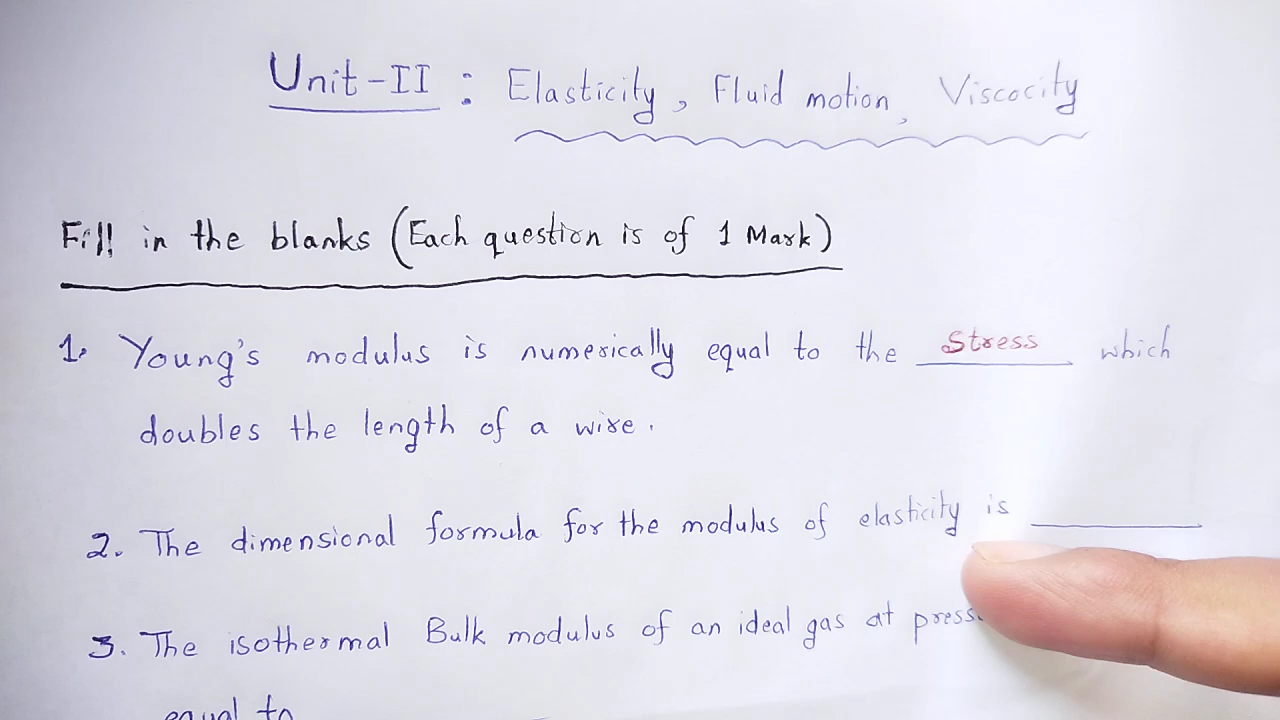 Unit-II : Elasticity, Fluid motion, Viscocity
Fill in the blanks (Each question is of 1 Mark)
1. Young's modulus is numerically equal to the Stress which
doubles the length of a wire.
2. The dimensional formula for the modulus of elasticity is
3. The isothermal Bulk modulus of an ideal gas at
equal to